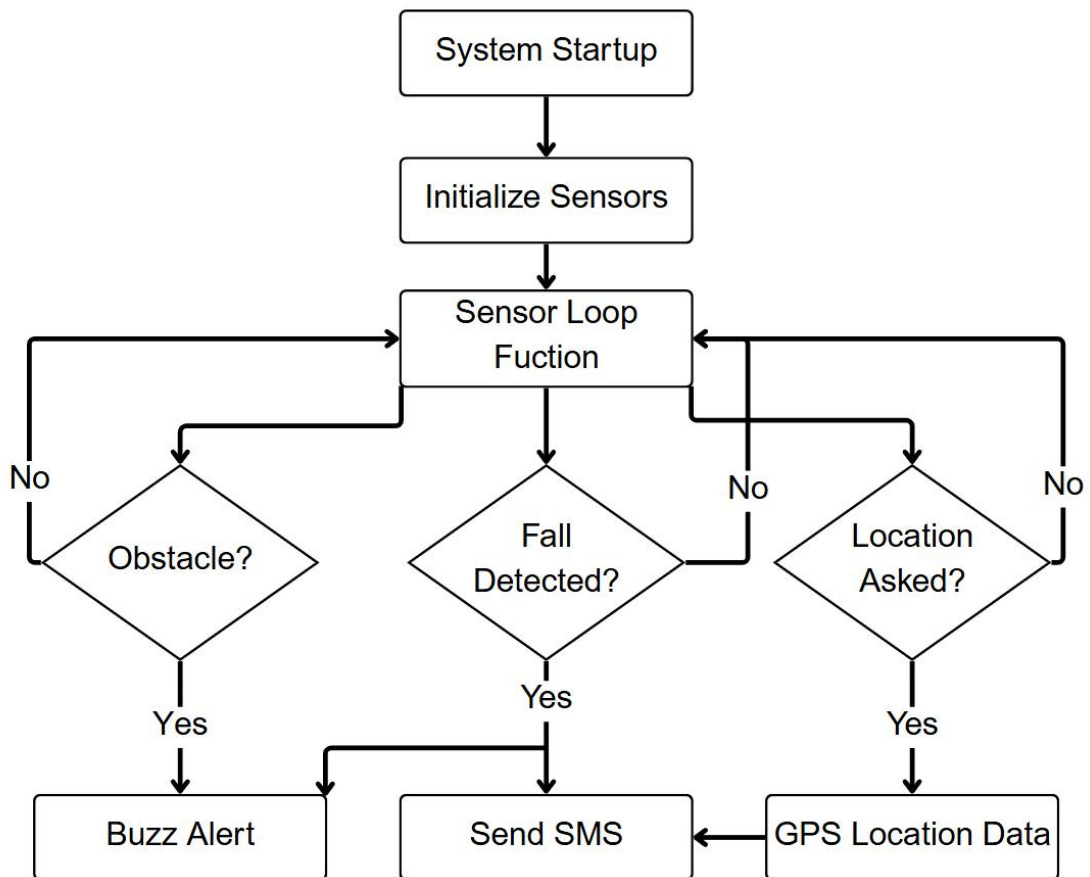 System Startup
Initialize Sensors
Sensor Loop
Fuction
No
No
No
Obstacle?
Fall
Detected?
Location
Asked?
Yes
Yes
Yes
Buzz Alert
Send SMS
GPS Location Data